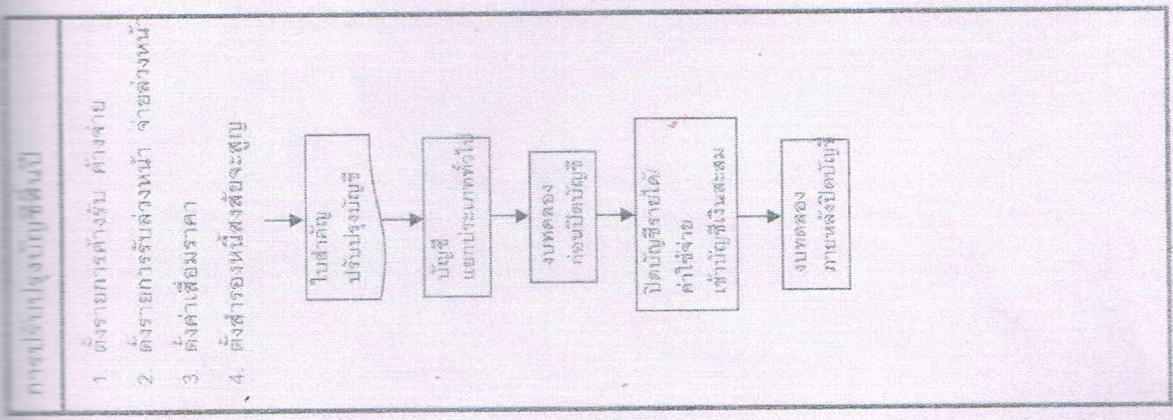 การปรับปรุงบัญชีสิ้นปี
1. ตั้งรายการค้างรับ ค้างจ่าย
2. ตั้งรายการรับล่วงหน้า จ่ายล่วงหน้า
3. ตั้งค่าเสื่อมราคา
4. ตั้งสำรองหนี้สงสัยจะสูญ
ใบสำคัญ
ปรับปรุงบัญชี
บัญชี
แยกประเภททั่วไป
งบทดลอง
ก่อนปิดบัญชี
ปิดบัญชีรายได้/
ค่าใช้จ่าย
เข้าบัญชีเงินสะสม
งบทดลอง
ภายหลังปิดบัญชี